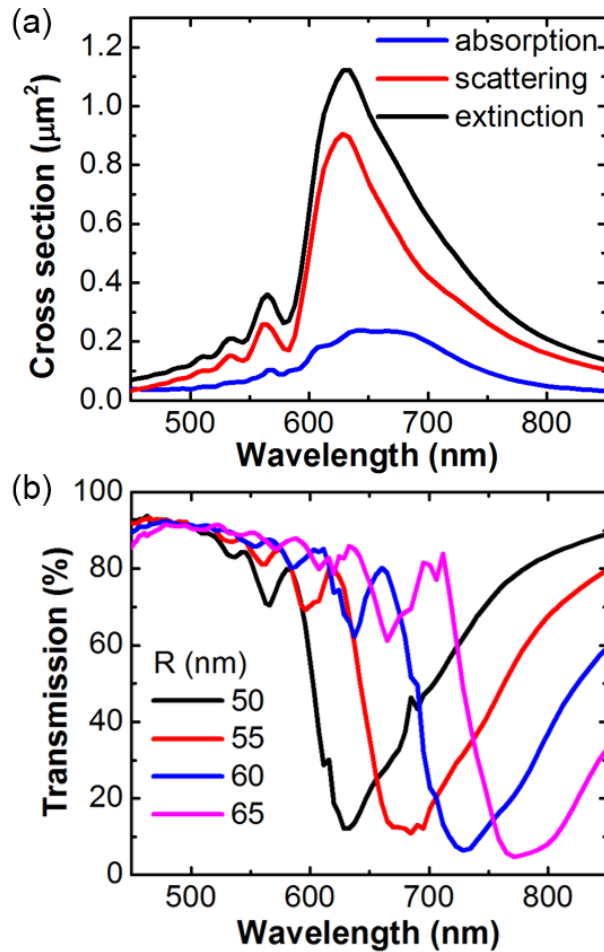 (a)
1.2
1.0
0.8
0.6
0.4
0.2
0.0
Cross section (μm²)
absorption
scattering
extinction
500
600
700
800
Wavelength (nm)
(b)
100
80
60
40
20
0
Transmission (%)
R (nm)
50
55
60
65
500
600
700
800
Wavelength (nm)